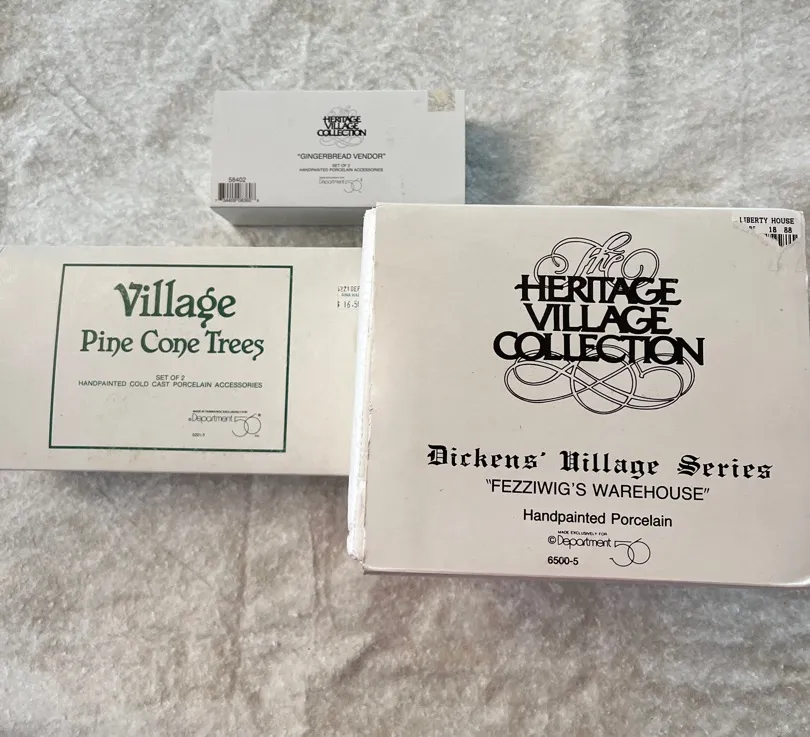 The
HERITAGE
VILLAGE
COLLECTION
"GINGERBREAD VENDOR"
SET OF 2
HANDPAINTED PORCELAIN ACCESSORIES
Department 56
58402
Village
Pine Cone Trees
SET OF 2
HANDPAINTED COLD CAST PORCELAIN ACCESSORIES
©Department 56®
LIBERTY HOUSE
18 88
The
HERITAGE
VILLAGE
COLLECTION
Dickens' Village Series
"FEZZIWIG'S WAREHOUSE"
Handpainted Porcelain
MADE EXCLUSIVELY FOR
©Department 56
6500-5